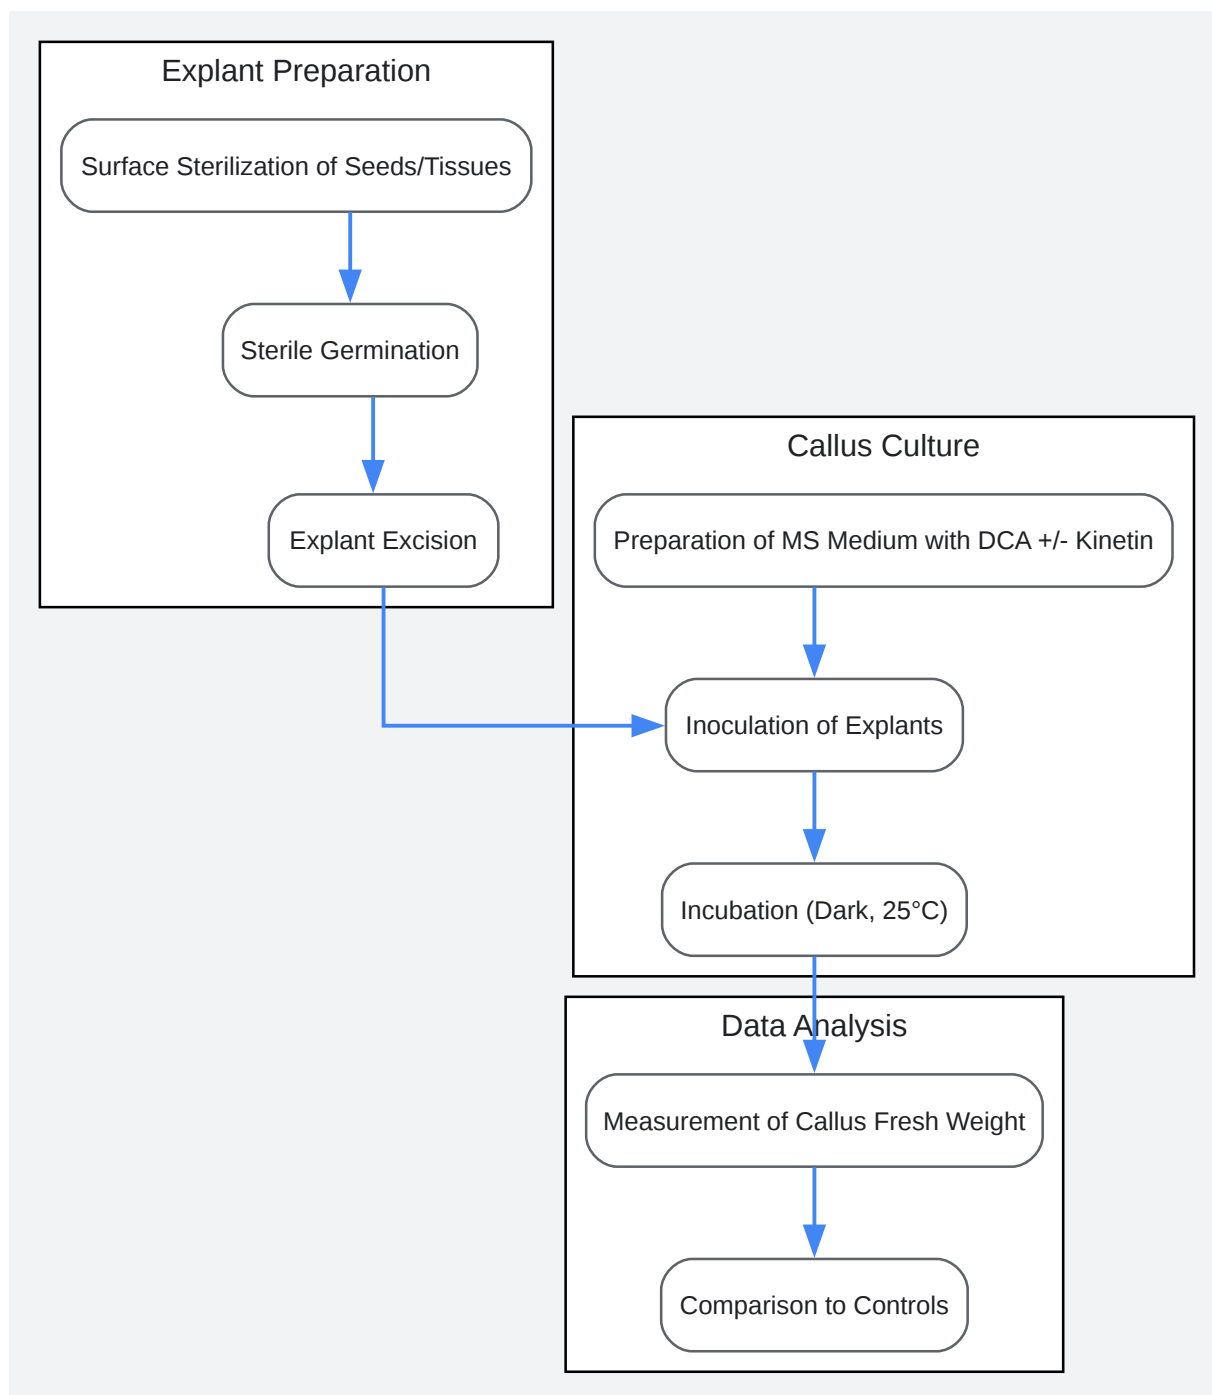 Explant Preparation
Surface Sterilization of Seeds/Tissues
Sterile Germination
Explant Excision
Callus Culture
Preparation of MS Medium with DCA +/- Kinetin
Inoculation of Explants
Incubation (Dark, 25°C)
Data Analysis
Measurement of Callus Fresh Weight
Comparison to Controls